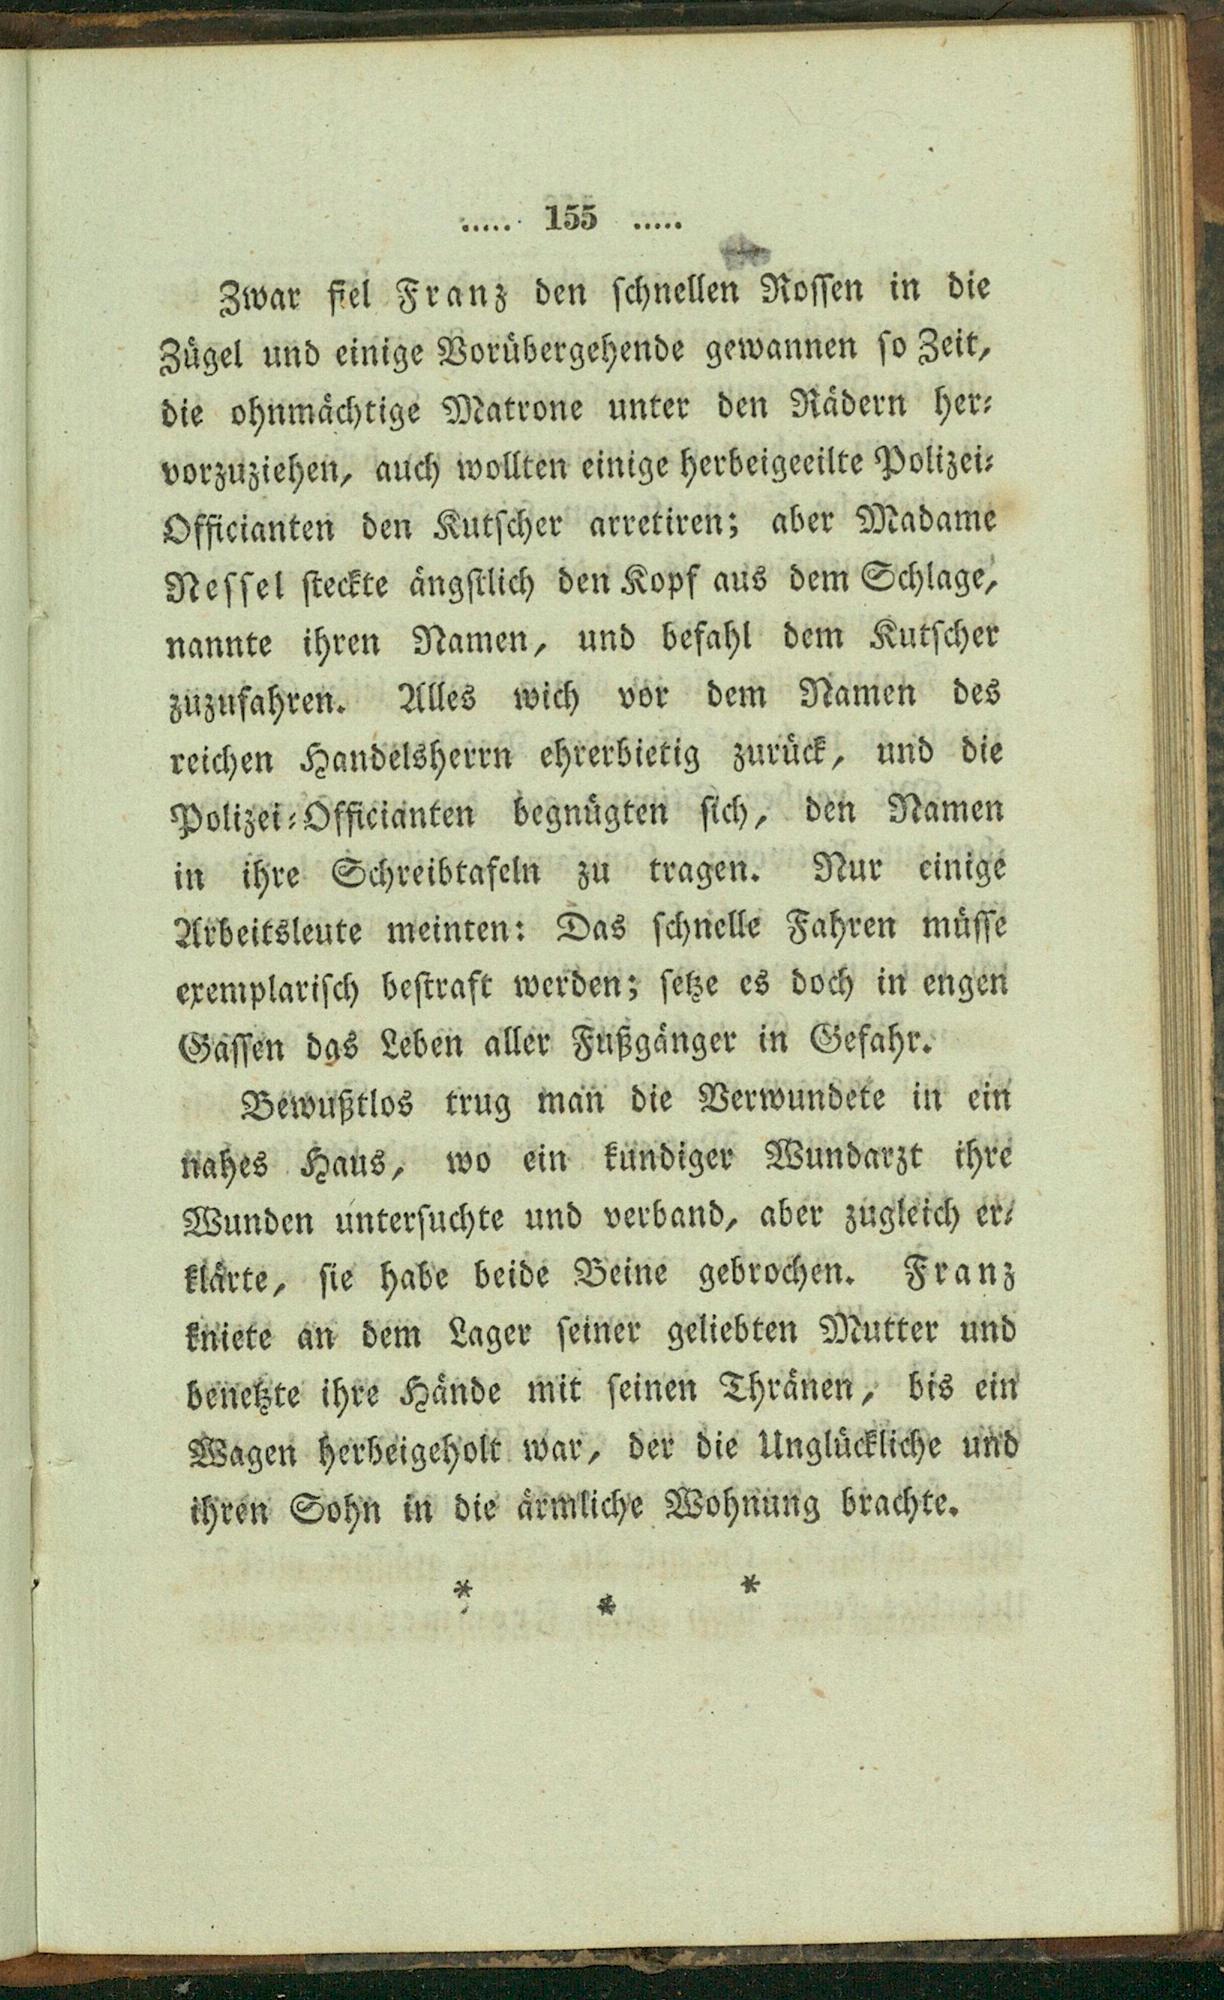 ..... 155 .....
Zwar fiel Franz den schnellen Rossen in die
Zügel und einige Vorübergehende gewannen so Zeit,
die ohnmächtige Matrone unter den Rädern her-
vorzuziehen, auch wollten einige herbeigeeilte Polizei-
Officianten den Kutscher arretiren; aber Madame
Nessel steckte ängstlich den Kopf aus dem Schlage,
nannte ihren Namen, und befahl dem Kutscher
zuzufahren. Alles wich vor dem Namen des
reichen Handelsherrn ehrerbietig zurück, und die
Polizei-Officianten begnügten sich, den Namen
in ihre Schreibtafeln zu tragen. Nur einige
Arbeitsleute meinten: Das schnelle Fahren müsse
exemplarisch bestraft werden; setze es doch in engen
Gassen das Leben aller Fußgänger in Gefahr.
Bewußtlos trug man die Verwundete in ein
nahes Haus, wo ein kundiger Wundarzt ihre
Wunden untersuchte und verband, aber zugleich er-
klärte, sie habe beide Beine gebrochen. Franz
kniete an dem Lager seiner geliebten Mutter und
benetzte ihre Hände mit seinen Thränen, bis ein
Wagen herbeigeholt war, der die Unglückliche und
ihren Sohn in die ärmliche Wohnung brachte.
* * *